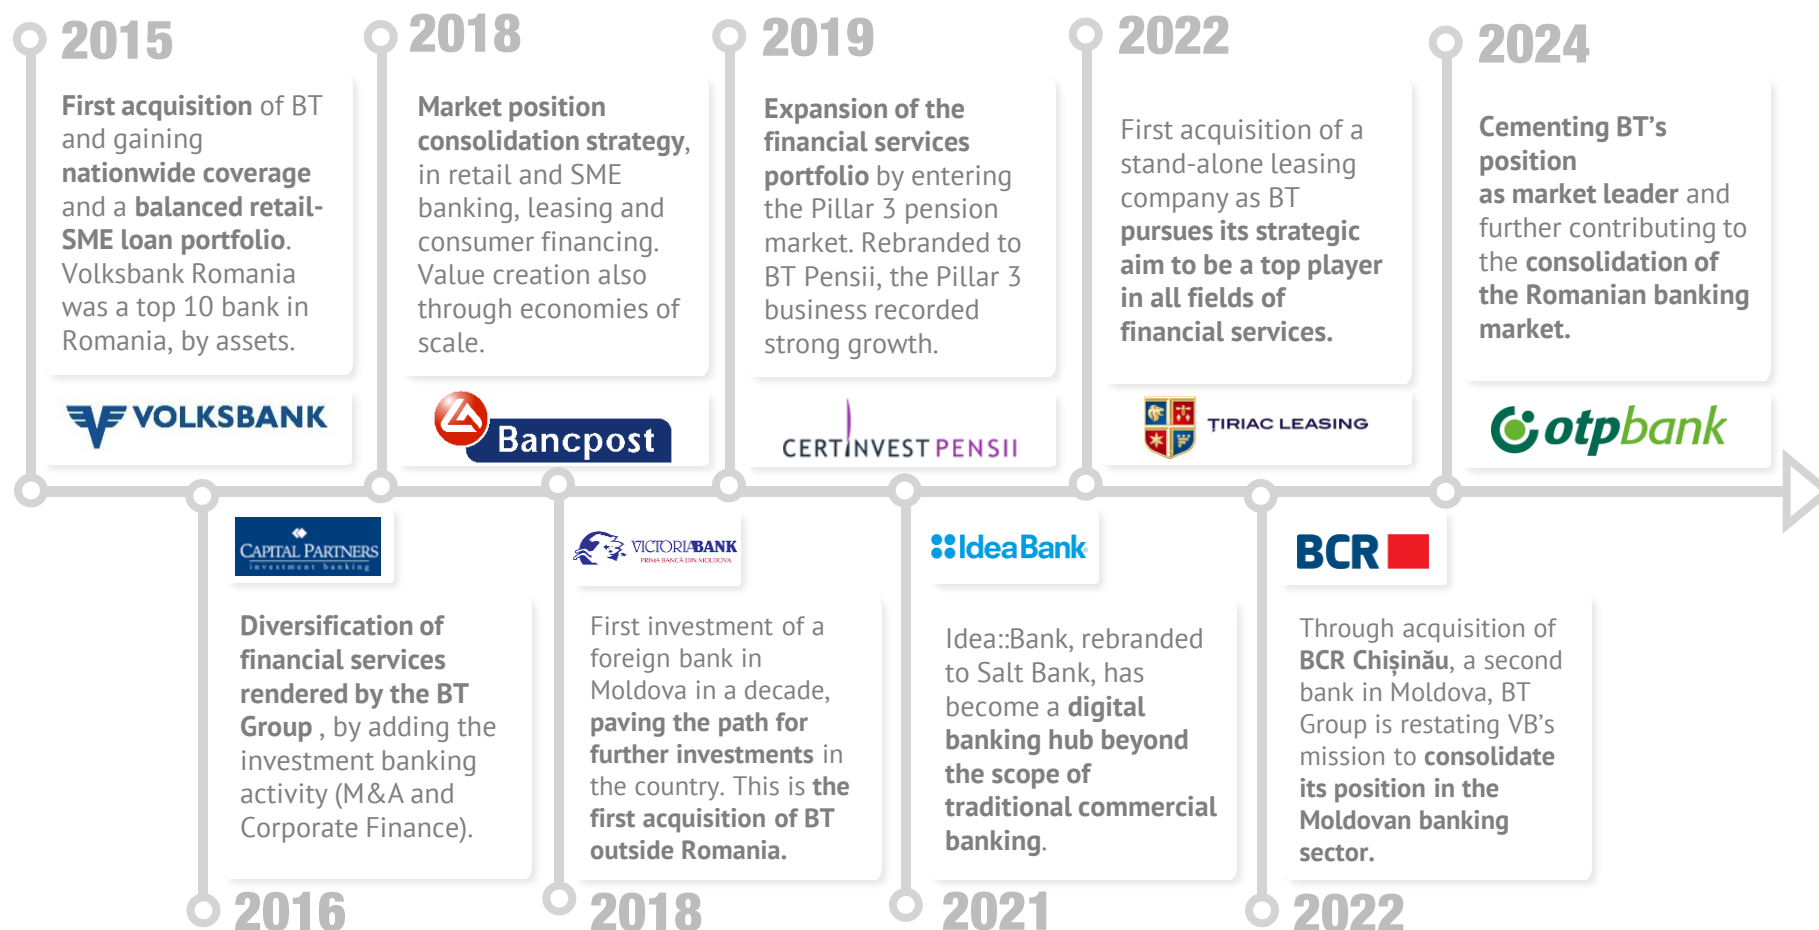 2015
First acquisition of BT
and gaining
nationwide coverage
and a balanced retail-
SME loan portfolio.
Volksbank Romania
was a top 10 bank in
Romania, by assets.
VOLKSBANK
2018
Market position
consolidation strategy,
in retail and SME
banking, leasing and
consumer financing.
Value creation also
through economies of
scale.
Bancpost
2019
Expansion of the
financial services
portfolio by entering
the Pillar 3 pension
market. Rebranded to
BT Pensii, the Pillar 3
business recorded
strong growth.
CERTINVEST PENSII
2022
First acquisition of a
stand-alone leasing
company as BT
pursues its strategic
aim to be a top player
in all fields of
financial services.
TIRIAC LEASING
2024
Cementing BT’s
position
as market leader and
further contributing to
the consolidation of
the Romanian banking
market.
otpbank
CAPITAL PARTNERS
investment banking
Diversification of
financial services
rendered by the BT
Group , by adding the
investment banking
activity (M&A and
Corporate Finance).
2016
VICTORIABANK
PRIMA BANCĂ DIN MOLDOVA
First investment of a
foreign bank in
Moldova in a decade,
paving the path for
further investments in
the country. This is the
first acquisition of BT
outside Romania.
2018
Idea Bank
Idea::Bank, rebranded
to Salt Bank, has
become a digital
banking hub beyond
the scope of
traditional commercial
banking.
2021
BCR
Through acquisition of
BCR Chișinău, a second
bank in Moldova, BT
Group is restating VB’s
mission to consolidate
its position in the
Moldovan banking
sector.
2022